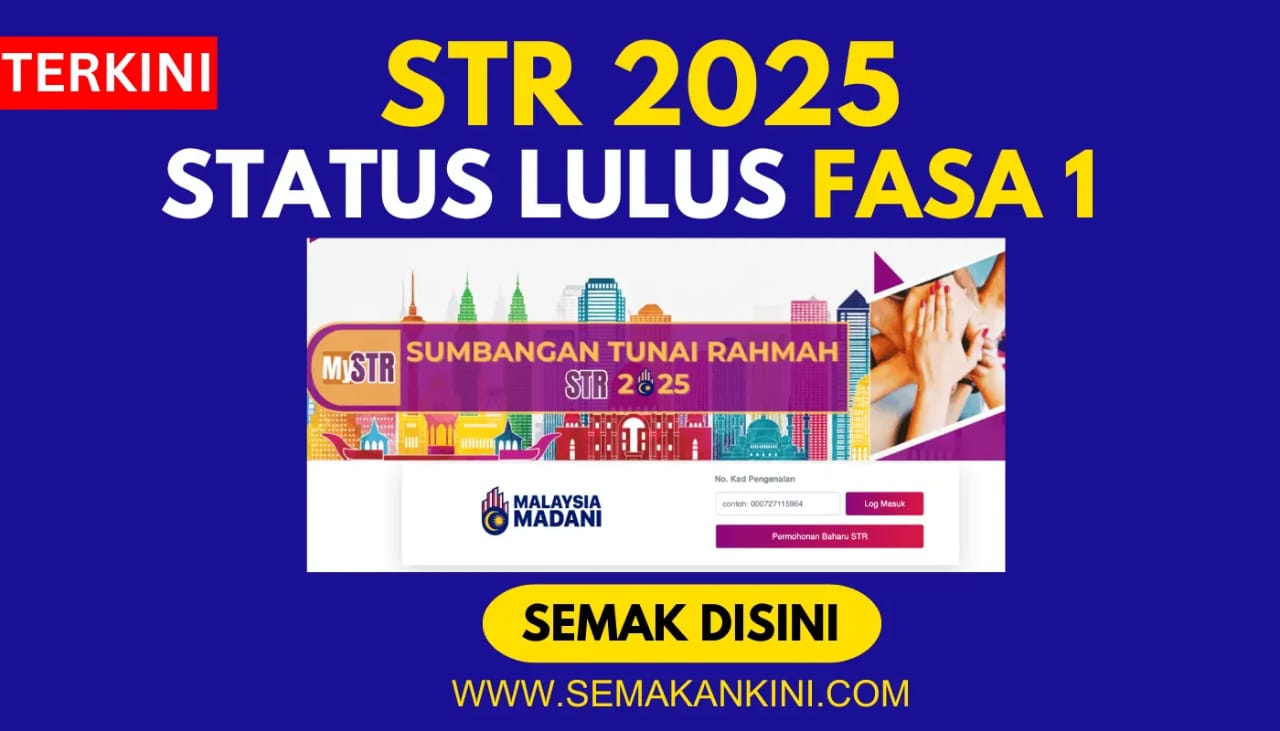 TERKINI
STR 2025
STATUS LULUS FASA 1
MySTR
SUMBANGAN TUNAI RAHMAH
STR 2025
No. Kad Pengenalan
MALAYSIA
MADANI
contoh: 000727115964
Log Masuk
Permohonan Baharu STR
SEMAK DISINI
WWW.SEMAKANKINI.COM